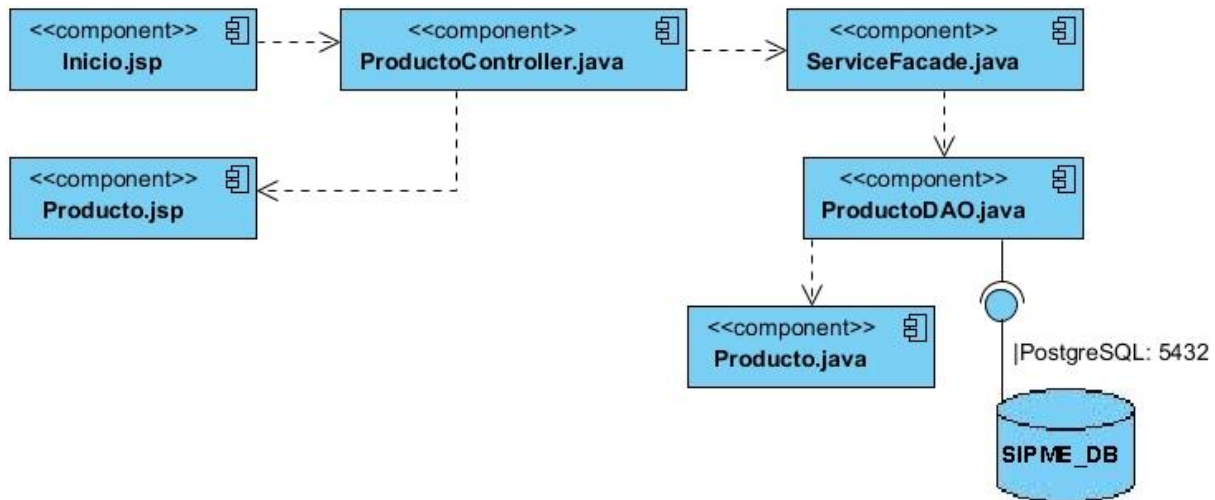 <<component>>
Inicio.jsp
<<component>>
ProductoController.java
<<component>>
ServiceFacade.java
<<component>>
Producto.jsp
<<component>>
ProductoDAO.java
<<component>>
Producto.java
|PostgreSQL: 5432
SIPME_DB